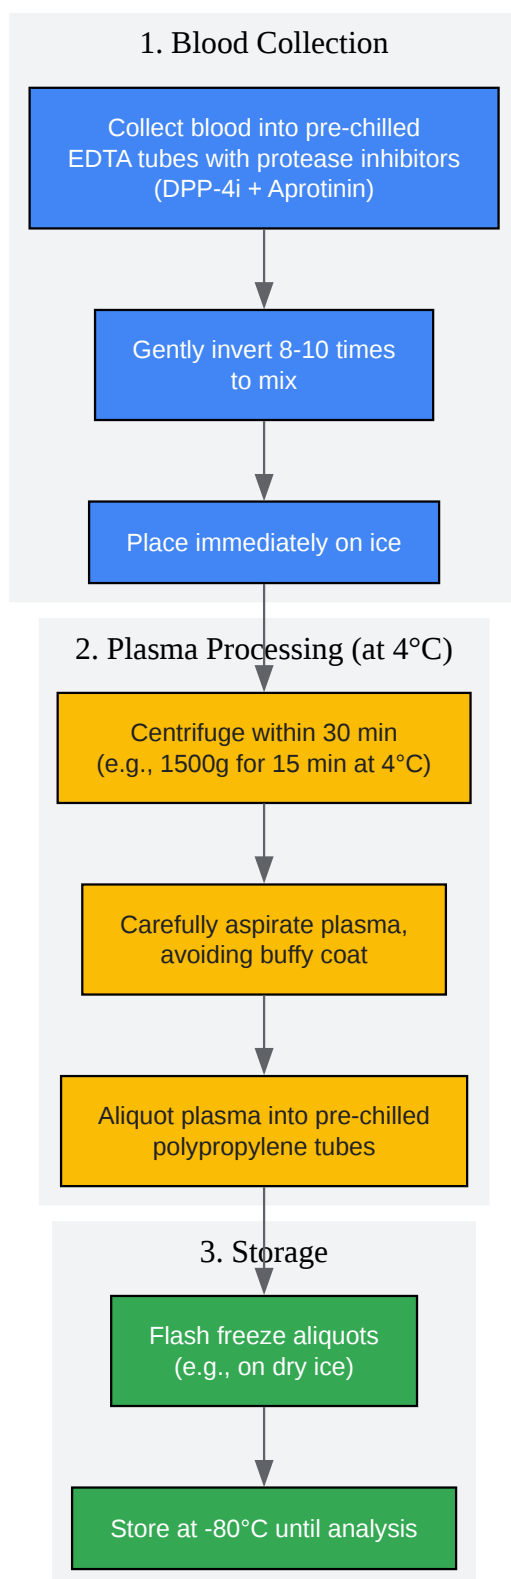 1. Blood Collection
Collect blood into pre-chilled
EDTA tubes with protease inhibitors
(DPP-4i + Aprotinin)
Gently invert 8-10 times
to mix
Place immediately on ice
2. Plasma Processing (at 4°C)
Centrifuge within 30 min
(e.g., 1500g for 15 min at 4°C)
Carefully aspirate plasma,
avoiding buffy coat
Aliquot plasma into pre-chilled
polypropylene tubes
3. Storage
Flash freeze aliquots
(e.g., on dry ice)
Store at -80°C until analysis